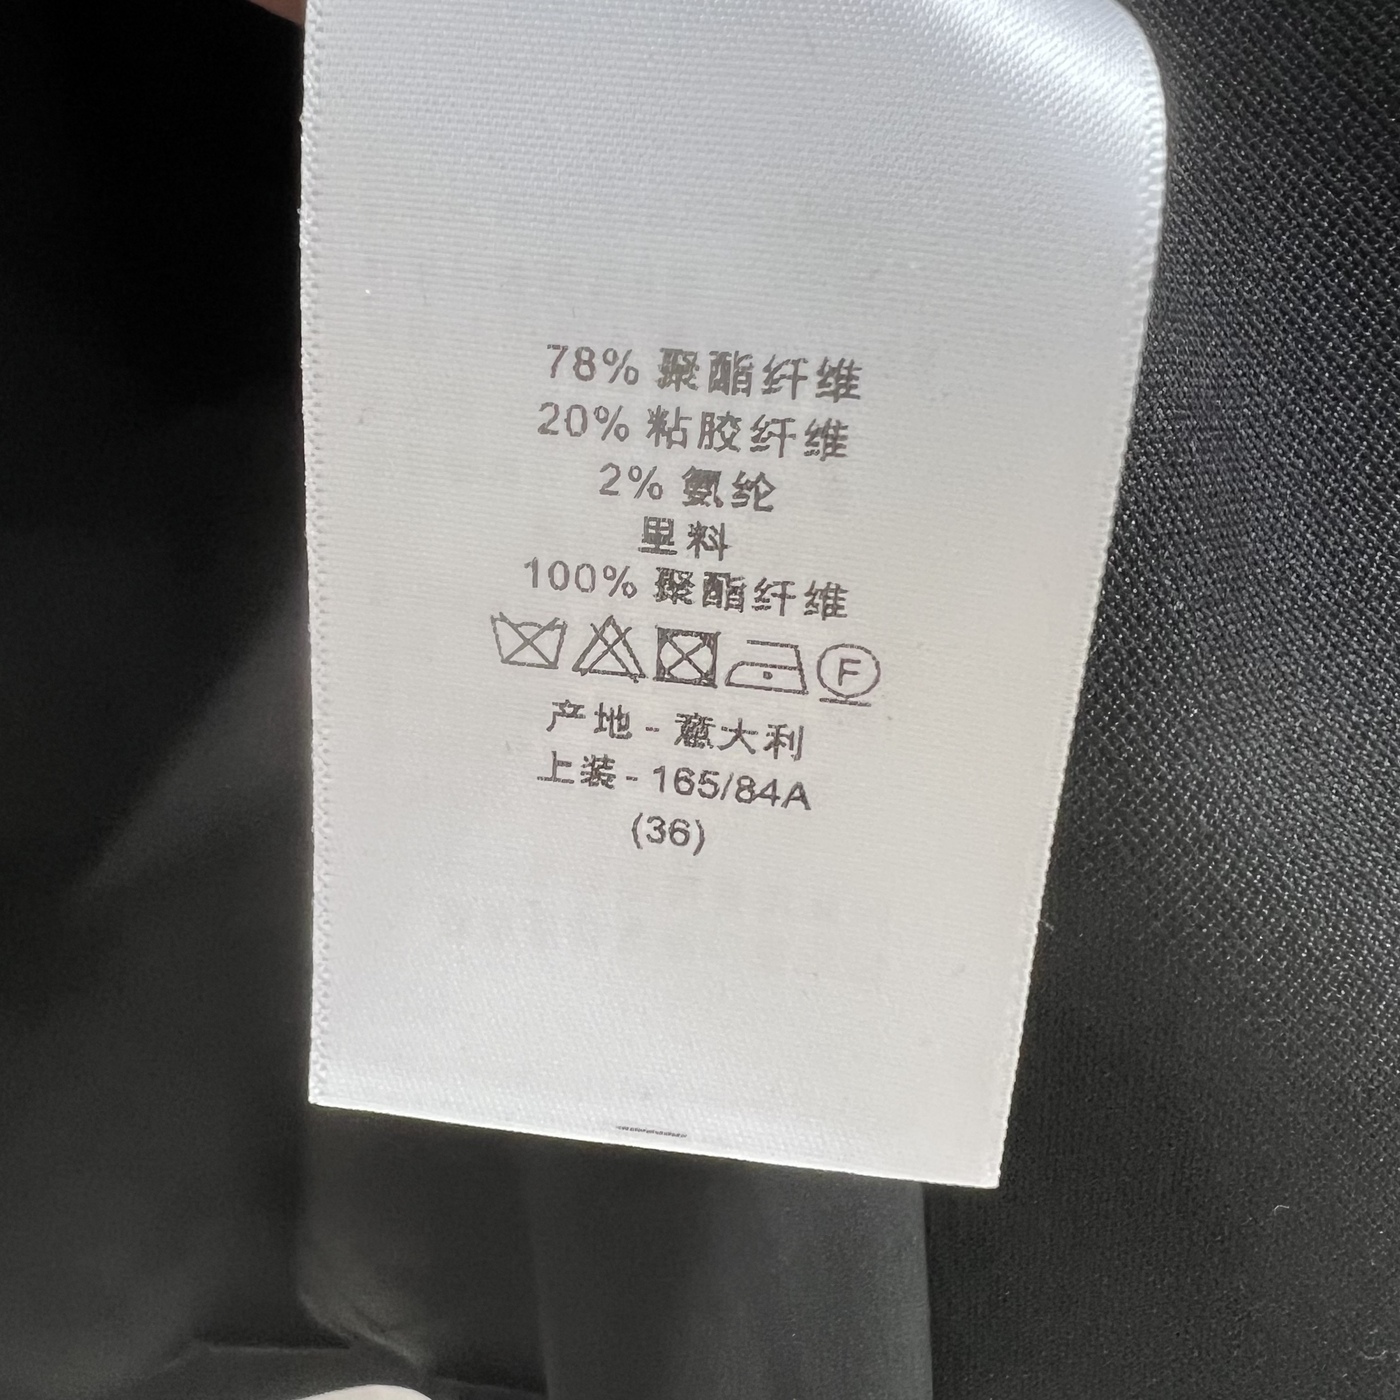 78% 聚酯纤维
20% 粘胶纤维
2% 氨纶
里料
100% 聚酯纤维
F
产地 - 意大利
上装 - 165/84A
(36)